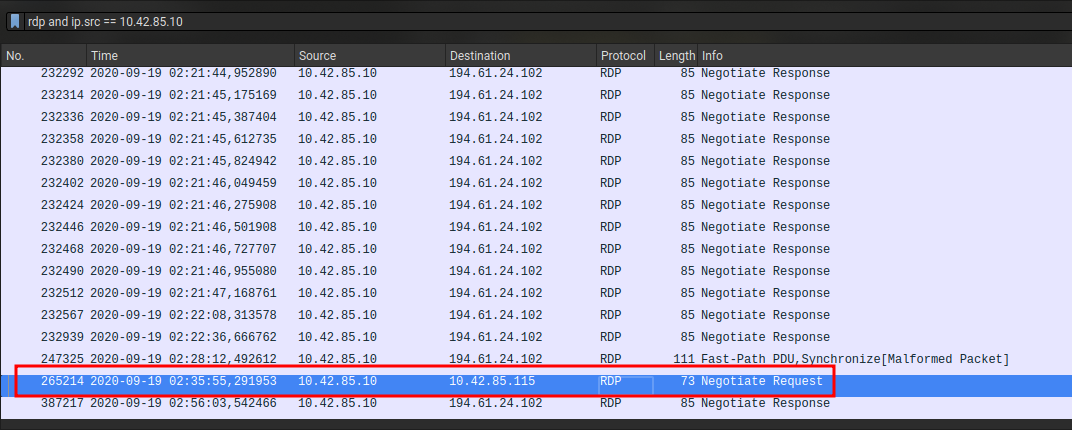 rdp and ip.src == 10.42.85.10
No. Time Source Destination Protocol Length Info
232292 2020-09-19 02:21:44,952890 10.42.85.10 194.61.24.102 RDP 85 Negotiate Response
232314 2020-09-19 02:21:45,175169 10.42.85.10 194.61.24.102 RDP 85 Negotiate Response
232336 2020-09-19 02:21:45,387404 10.42.85.10 194.61.24.102 RDP 85 Negotiate Response
232358 2020-09-19 02:21:45,612735 10.42.85.10 194.61.24.102 RDP 85 Negotiate Response
232380 2020-09-19 02:21:45,824942 10.42.85.10 194.61.24.102 RDP 85 Negotiate Response
232402 2020-09-19 02:21:46,049459 10.42.85.10 194.61.24.102 RDP 85 Negotiate Response
232424 2020-09-19 02:21:46,275908 10.42.85.10 194.61.24.102 RDP 85 Negotiate Response
232446 2020-09-19 02:21:46,501908 10.42.85.10 194.61.24.102 RDP 85 Negotiate Response
232468 2020-09-19 02:21:46,727707 10.42.85.10 194.61.24.102 RDP 85 Negotiate Response
232490 2020-09-19 02:21:46,955080 10.42.85.10 194.61.24.102 RDP 85 Negotiate Response
232512 2020-09-19 02:21:47,168761 10.42.85.10 194.61.24.102 RDP 85 Negotiate Response
232567 2020-09-19 02:22:08,313578 10.42.85.10 194.61.24.102 RDP 85 Negotiate Response
232939 2020-09-19 02:22:36,666762 10.42.85.10 194.61.24.102 RDP 85 Negotiate Response
247325 2020-09-19 02:28:12,492612 10.42.85.10 194.61.24.102 RDP 111 Fast-Path PDU,Synchronize[Malformed Packet]
265214 2020-09-19 02:35:55,291953 10.42.85.10 10.42.85.115 RDP 73 Negotiate Request
387217 2020-09-19 02:56:03,542466 10.42.85.10 194.61.24.102 RDP 85 Negotiate Response